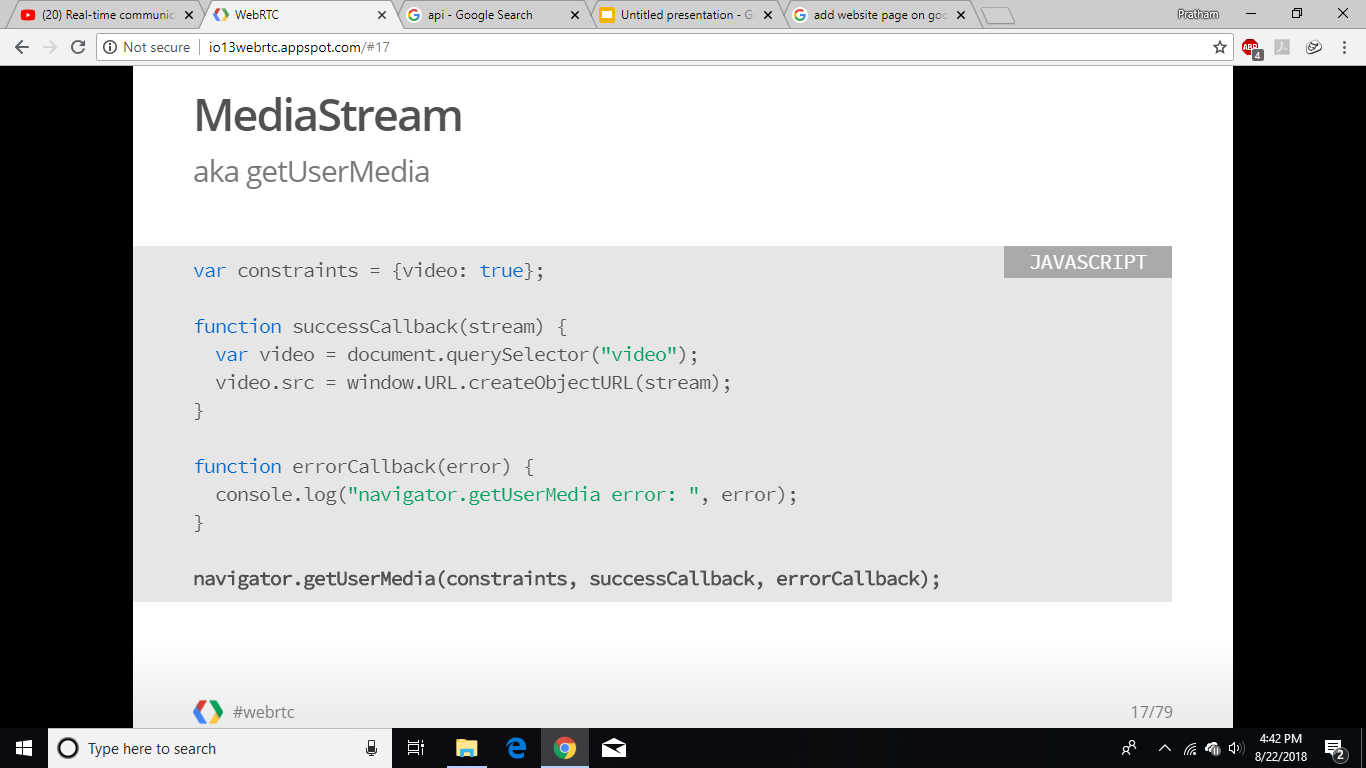 (20) Real-time communic
WebRTC
api - Google Search
Untitled presentation - G
add website page on goo
Pratham
Not secure
io13webrtc.appspot.com/#17
ABP
4
MediaStream
aka getUserMedia
JAVASCRIPT
var constraints = {video: true};
function successCallback(stream) {
var video = document.querySelector("video");
video.src = window.URL.createObjectURL(stream);
}
function errorCallback(error) {
console.log("navigator.getUserMedia error: ", error);
}
navigator.getUserMedia(constraints, successCallback, errorCallback);
#webrtc
17/79
Type here to search
4:42 PM
8/22/2018
2